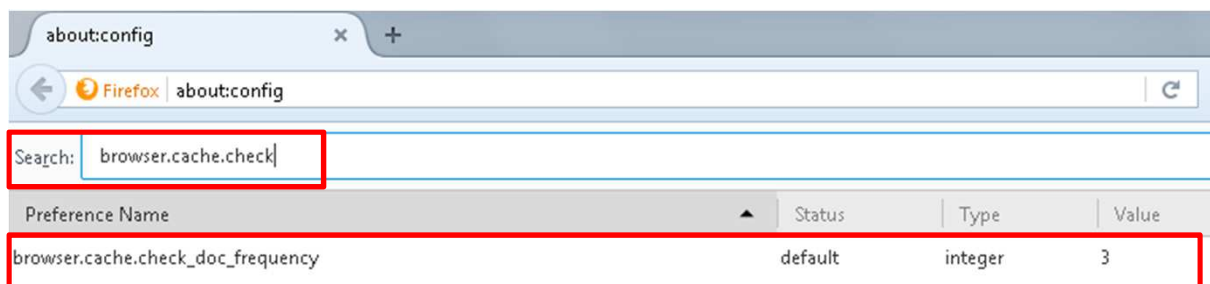 about:config
Firefox about:config
Search: browser.cache.check
Preference Name Status Type Value
browser.cache.check_doc_frequency default integer 3